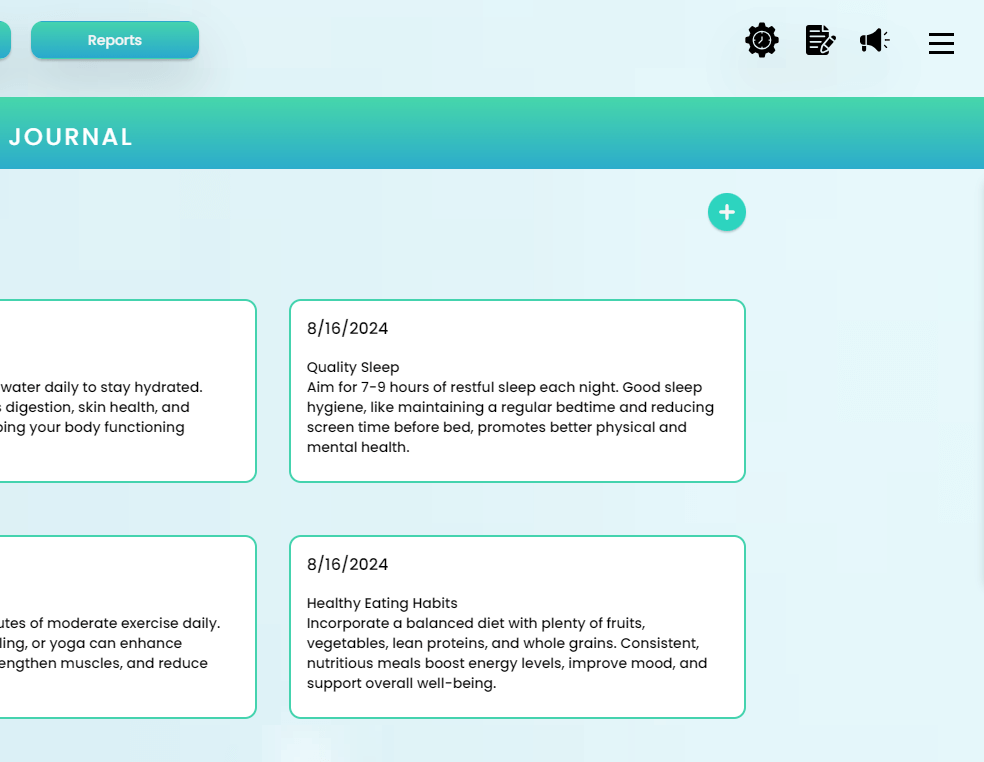 Reports
JOURNAL
water daily to stay hydrated.
digestion, skin health, and
your body functioning
8/16/2024
Quality Sleep
Aim for 7-9 hours of restful sleep each night. Good sleep
hygiene, like maintaining a regular bedtime and reducing
screen time before bed, promotes better physical and
mental health.
of moderate exercise daily.
or yoga can enhance
muscles, and reduce
8/16/2024
Healthy Eating Habits
Incorporate a balanced diet with plenty of fruits,
vegetables, lean proteins, and whole grains. Consistent,
nutritious meals boost energy levels, improve mood, and
support overall well-being.